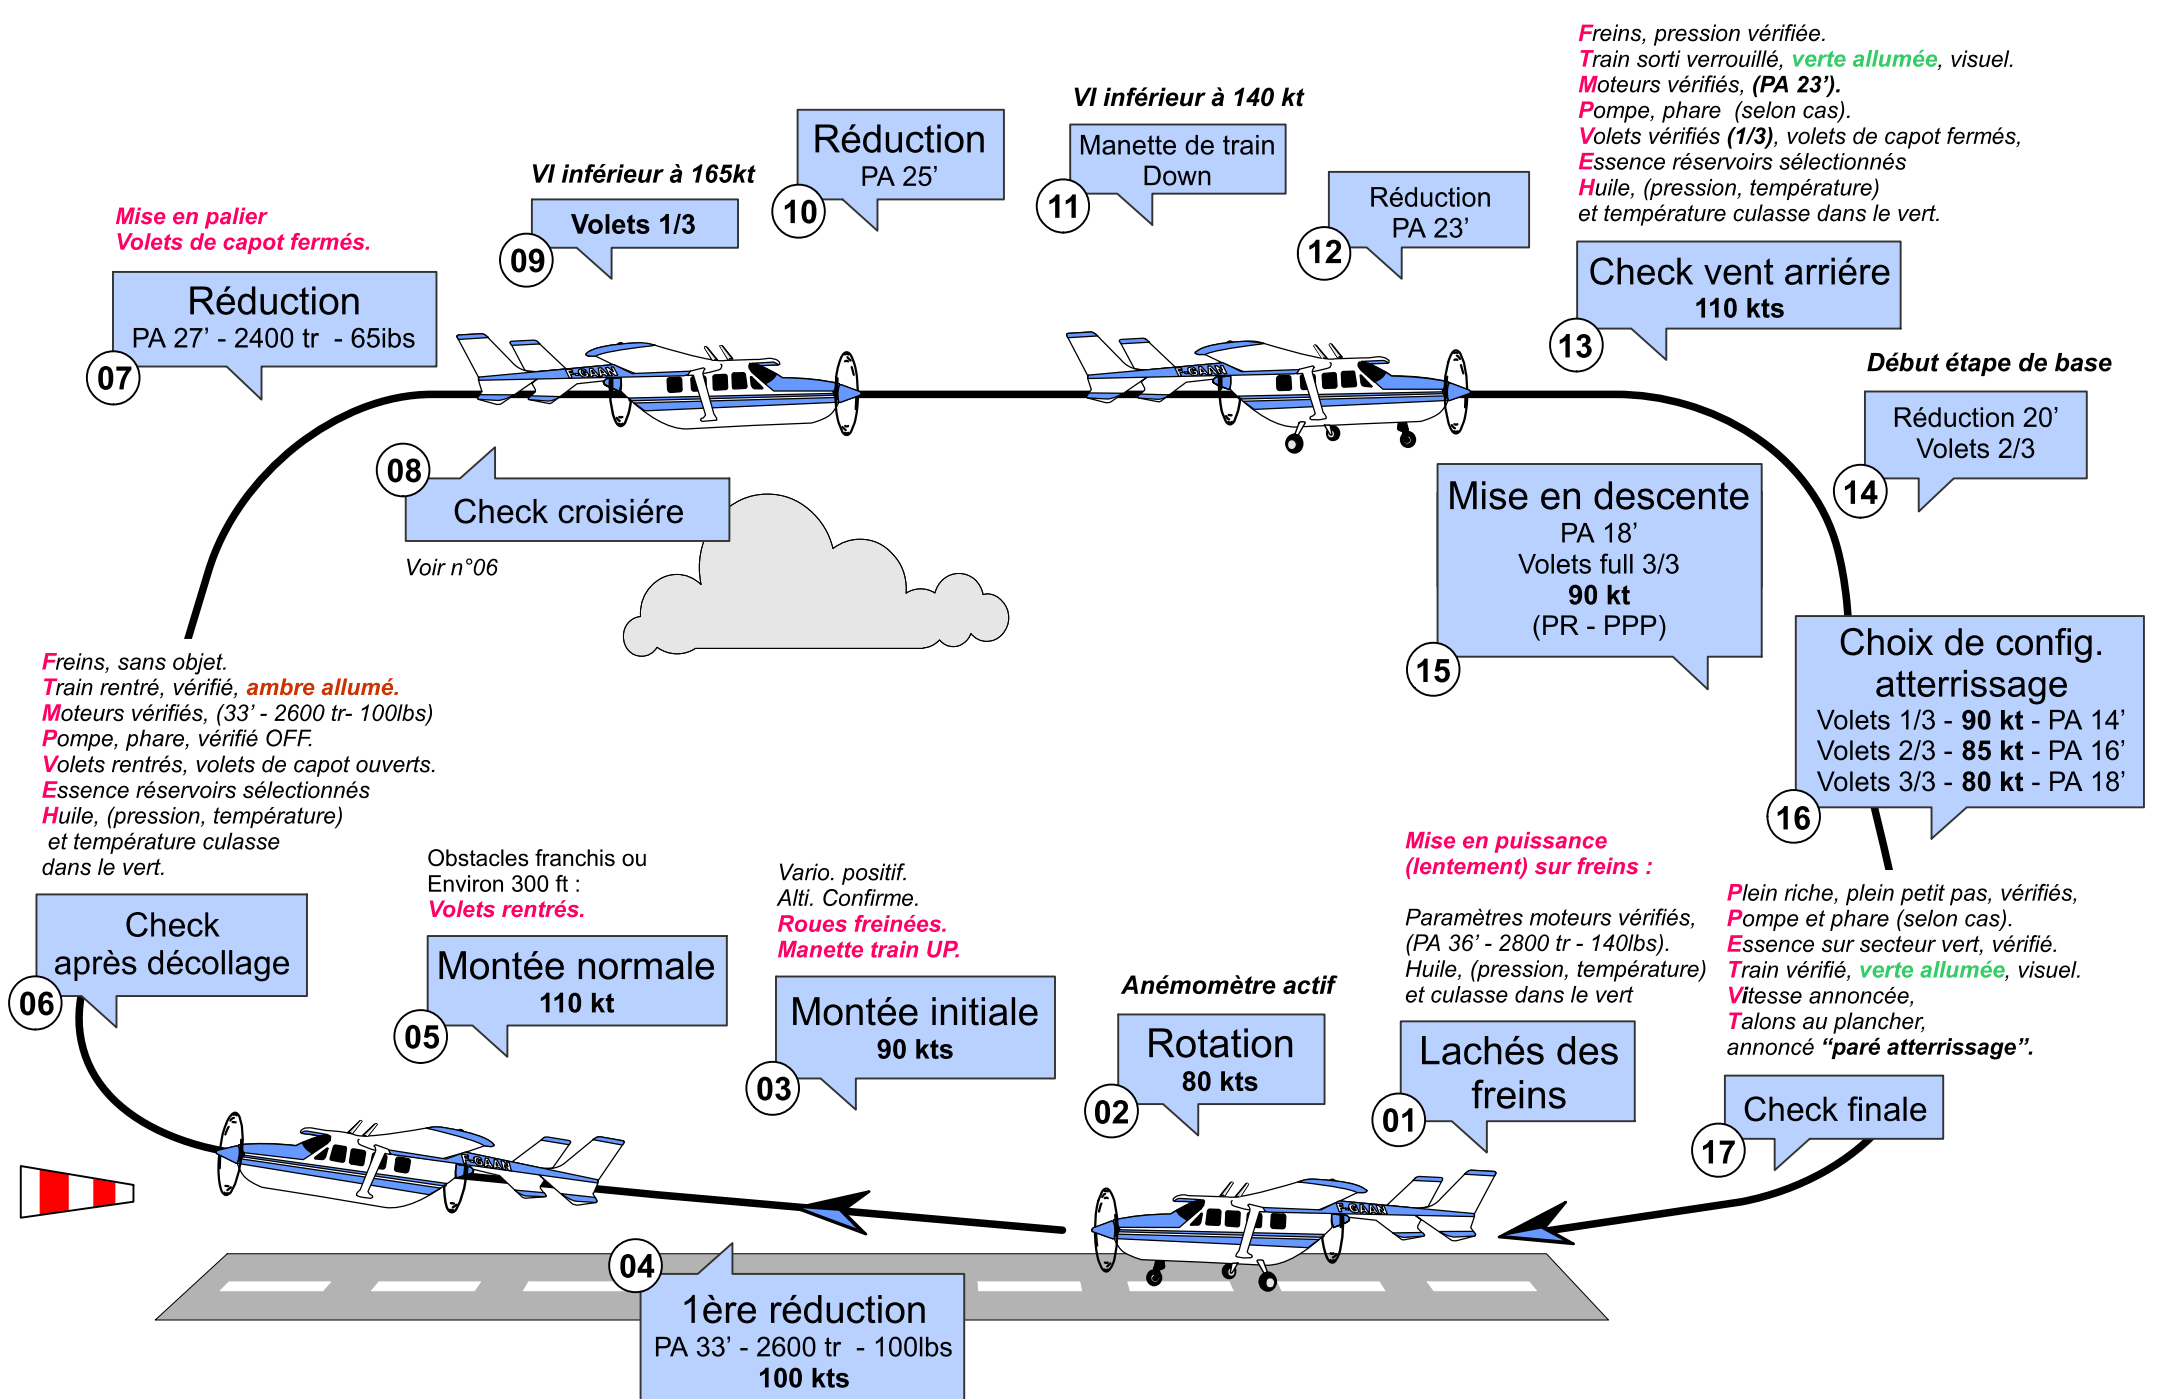 Freins, pression vérifiée.
Train sorti verrouillé, verte allumée, visuel.
Moteurs vérifiés, (PA 23’).
Pompe, phare  (selon cas).
Volets vérifiés (1/3), volets de capot fermés,
Essence réservoirs sélectionnés
Huile, (pression, température)
et température culasse dans le vert.
Check vent arriére
110 kts
13
VI inférieur à 140 kt
Manette de train
Down
11
Réduction
PA 25’
10
VI inférieur à 165kt
Volets 1/3
09
Réduction
PA 23’
12
Mise en palier
Volets de capot fermés.
Réduction
PA 27’ - 2400 tr  - 65ibs
07
F-GAAN
F-GAAN
Début étape de base
Réduction 20’
Volets 2/3
14
08
Check croisiére
Voir n°06
Mise en descente
PA 18’
Volets full 3/3
90 kt
(PR - PPP)
15
Choix de config.
atterrissage
Volets 1/3 - 90 kt - PA 14’
Volets 2/3 - 85 kt - PA 16’
Volets 3/3 - 80 kt - PA 18’
16
Freins, sans objet.
Train rentré, vérifié, ambre allumé.
Moteurs vérifiés, (33’ - 2600 tr- 100lbs)
Pompe, phare, vérifié OFF.
Volets rentrés, volets de capot ouverts.
Essence réservoirs sélectionnés
Huile, (pression, température)
et température culasse
dans le vert.
Check
après décollage
06
Obstacles franchis ou
Environ 300 ft :
Volets rentrés.
Montée normale
110 kt
05
Vario. positif.
Alti. Confirme.
Roues freinées.
Manette train UP.
Montée initiale
90 kts
03
Anémomètre actif
Rotation
80 kts
02
Mise en puissance
(lentement) sur freins :
Paramètres moteurs vérifiés,
(PA 36’ - 2800 tr - 140lbs).
Huile, (pression, température)
et culasse dans le vert
Lachés des
freins
01
Plein riche, plein petit pas, vérifiés,
Pompe et phare (selon cas).
Essence sur secteur vert, vérifié.
Train vérifié, verte allumée, visuel.
Vitesse annoncée,
Talons au plancher,
annoncé “paré atterrissage”.
Check finale
17
F-GAAN
F-GAAN
04
1ère réduction
PA 33’ - 2600 tr  - 100lbs
100 kts